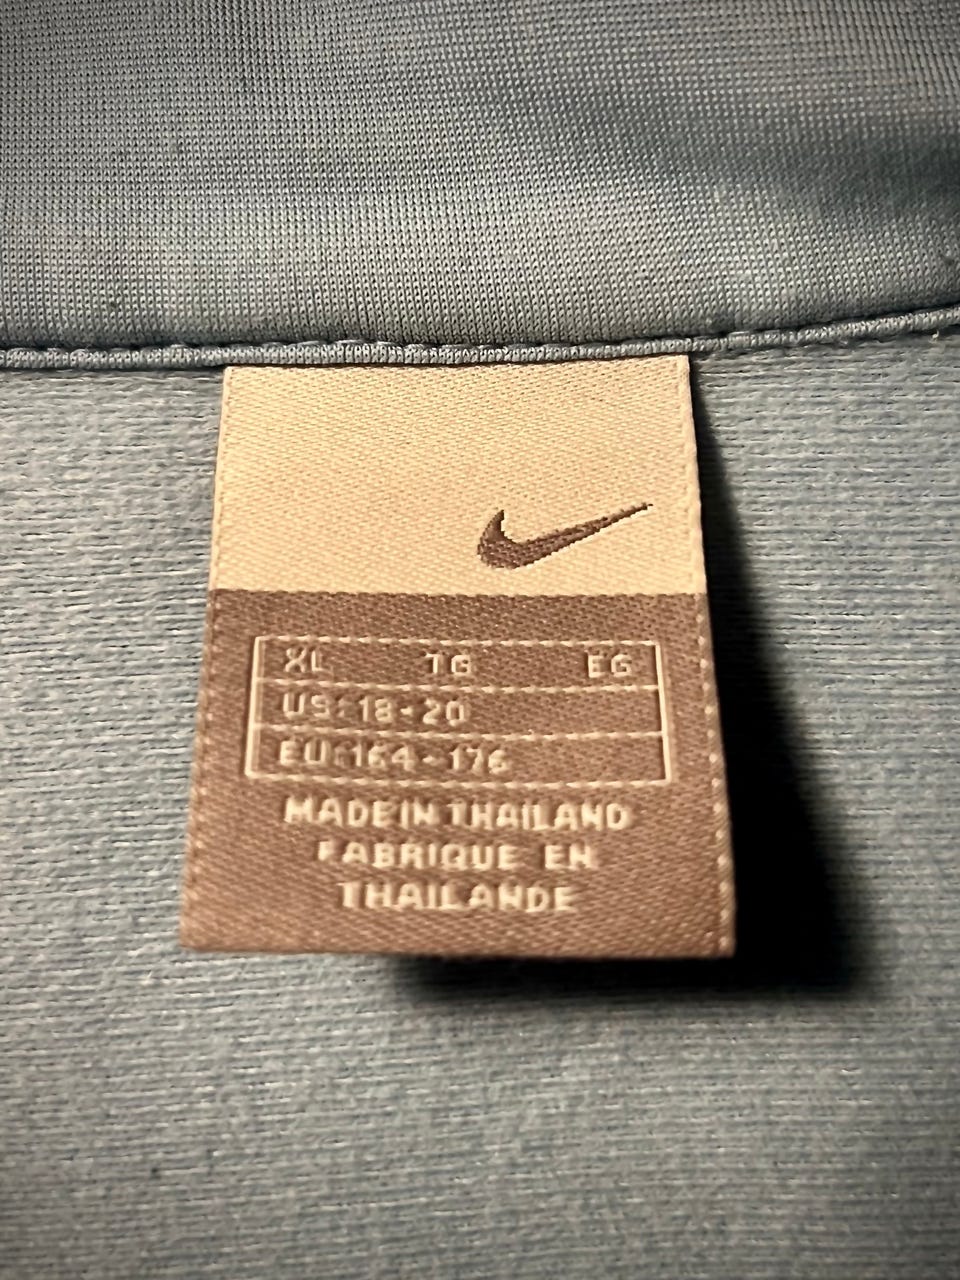 XL TG EG
US:18-20
EU:164-176
MADE IN THAILAND
FABRIQUE EN
THAILANDE